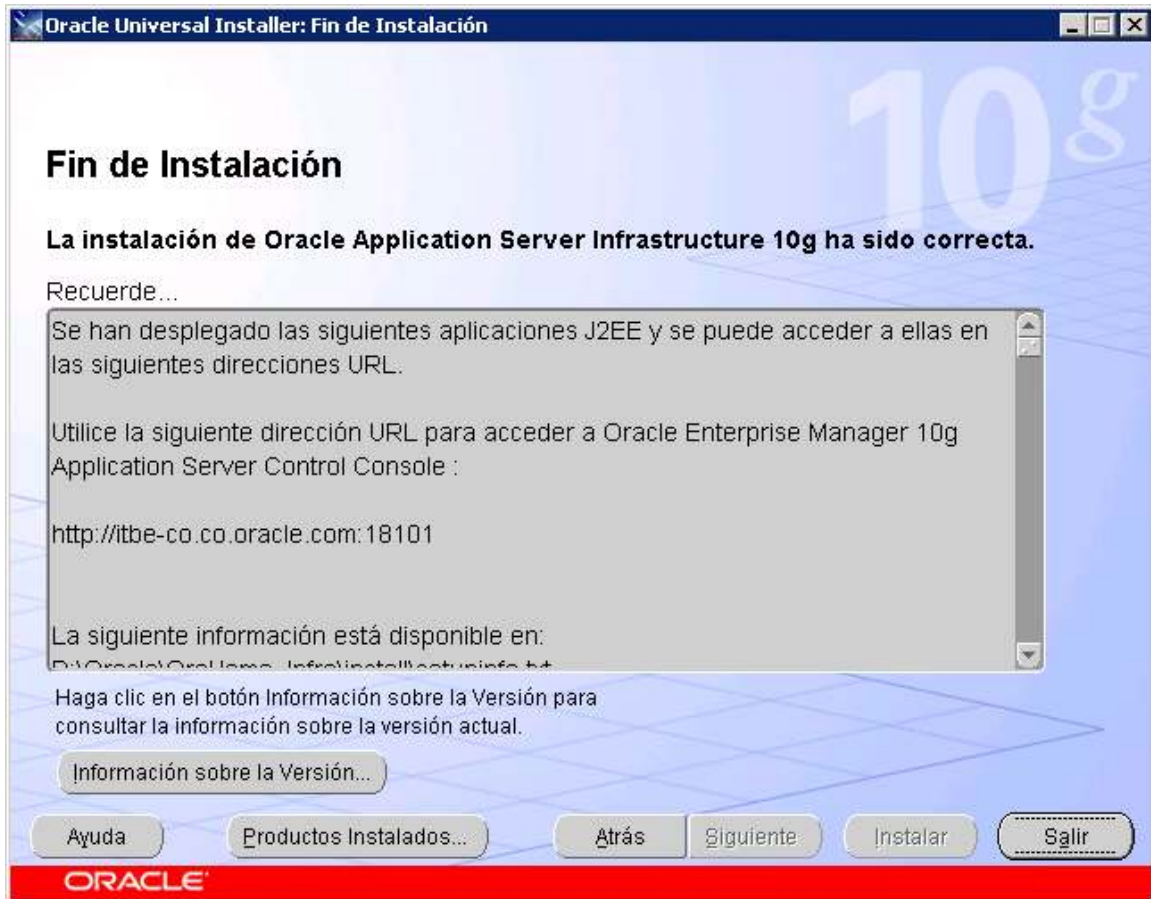 Oracle Universal Installer: Fin de Instalación
10g
Fin de Instalación
La instalación de Oracle Application Server Infrastructure 10g ha sido correcta.
Recuerde...
Se han desplegado las siguientes aplicaciones J2EE y se puede acceder a ellas en
las siguientes direcciones URL.
Utilice la siguiente dirección URL para acceder a Oracle Enterprise Manager 10g
Application Server Control Console :
http://itbe-co.co.oracle.com:18101
La siguiente información está disponible en:
D:\Oracle\OraHome_Infra\install\setupinfo.txt
Haga clic en el botón Información sobre la Versión para
consultar la información sobre la versión actual.
Información sobre la Versión...
Ayuda
Productos Instalados...
Atrás
Siguiente
Instalar
Salir
ORACLE